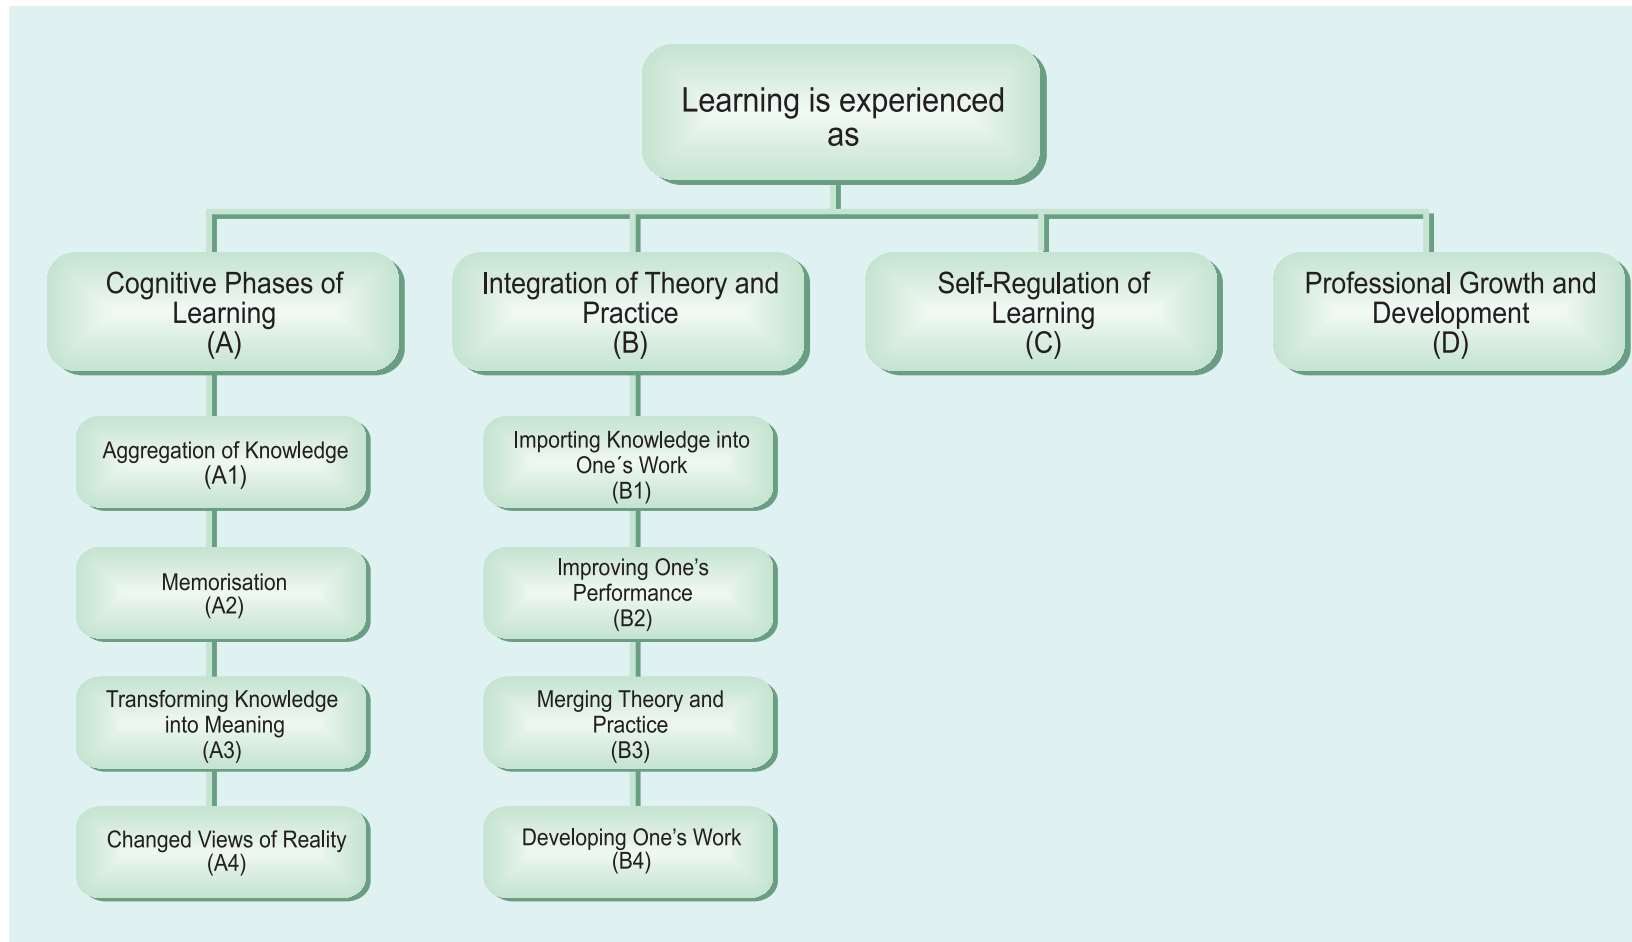 Learning is experienced
as
Cognitive Phases of
Learning
(A)
Integration of Theory and
Practice
(B)
Self-Regulation of
Learning
(C)
Professional Growth and
Development
(D)
Aggregation of Knowledge
(A1)
Memorisation
(A2)
Transforming Knowledge
into Meaning
(A3)
Changed Views of Reality
(A4)
Importing Knowledge into
One´s Work
(B1)
Improving One’s
Performance
(B2)
Merging Theory and
Practice
(B3)
Developing One’s Work
(B4)